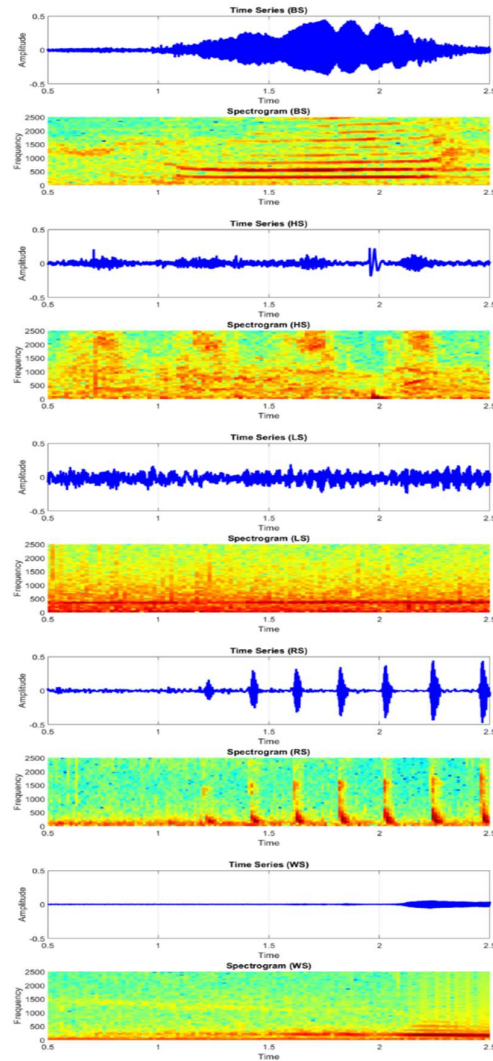 Time Series (BS)
0.5
0
-0.5
Amplitude
0.5 1 1.5 2 2.5
Time
Spectrogram (BS)
2500
2000
1500
1000
500
0
Frequency
0.5 1 1.5 2 2.5
Time
Time Series (HS)
0.5
0
-0.5
Amplitude
0.5 1 1.5 2 2.5
Time
Spectrogram (HS)
2500
2000
1500
1000
500
0
Frequency
0.5 1 1.5 2 2.5
Time
Time Series (LS)
0.5
0
-0.5
Amplitude
0.5 1 1.5 2 2.5
Time
Spectrogram (LS)
2500
2000
1500
1000
500
0
Frequency
0.5 1 1.5 2 2.5
Time
Time Series (RS)
0.5
0
-0.5
Amplitude
0.5 1 1.5 2 2.5
Time
Spectrogram (RS)
2500
2000
1500
1000
500
0
Frequency
0.5 1 1.5 2 2.5
Time
Time Series (WS)
0.5
0
-0.5
Amplitude
0.5 1 1.5 2 2.5
Time
Spectrogram (WS)
2500
2000
1500
1000
500
0
Frequency
0.5 1 1.5 2 2.5
Time